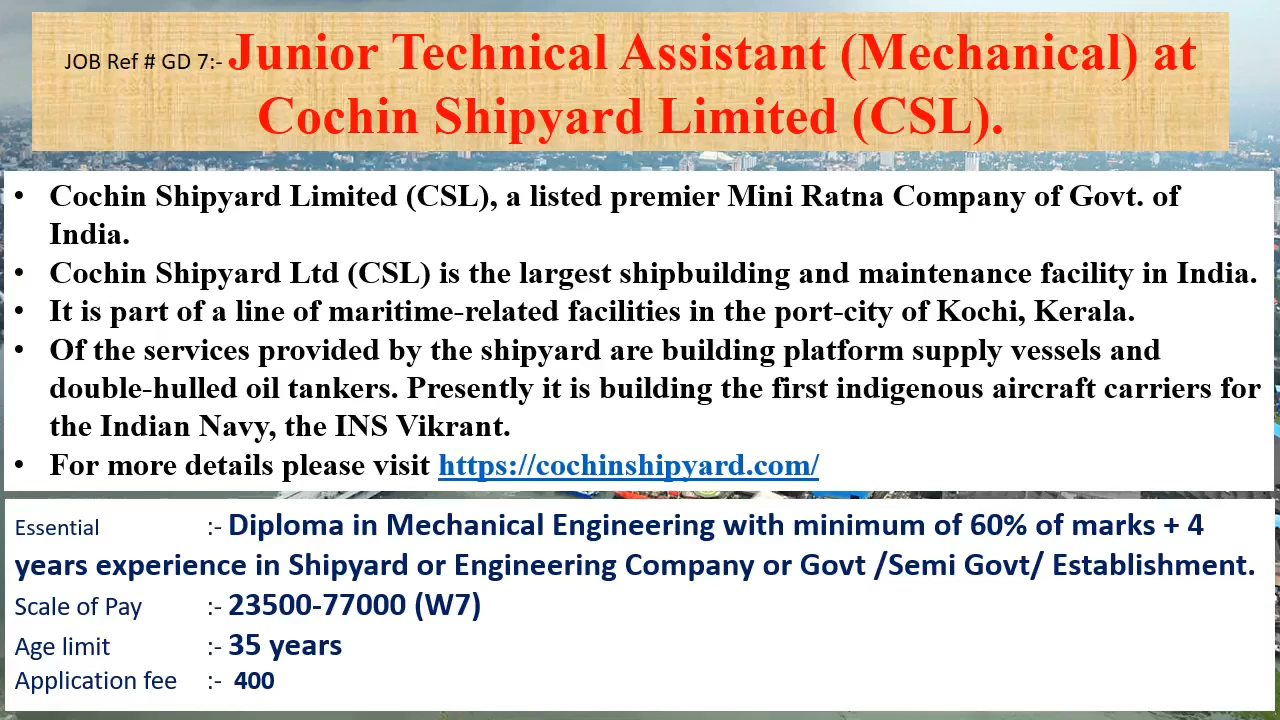 JOB Ref # GD 7:- Junior Technical Assistant (Mechanical) at
Cochin Shipyard Limited (CSL).
• Cochin Shipyard Limited (CSL), a listed premier Mini Ratna Company of Govt. of
India.
• Cochin Shipyard Ltd (CSL) is the largest shipbuilding and maintenance facility in India.
• It is part of a line of maritime-related facilities in the port-city of Kochi, Kerala.
• Of the services provided by the shipyard are building platform supply vessels and
double-hulled oil tankers. Presently it is building the first indigenous aircraft carriers for
the Indian Navy, the INS Vikrant.
• For more details please visit https://cochinshipyard.com/
Essential :- Diploma in Mechanical Engineering with minimum of 60% of marks + 4
years experience in Shipyard or Engineering Company or Govt /Semi Govt/ Establishment.
Scale of Pay :- 23500-77000 (W7)
Age limit :- 35 years
Application fee :- 400